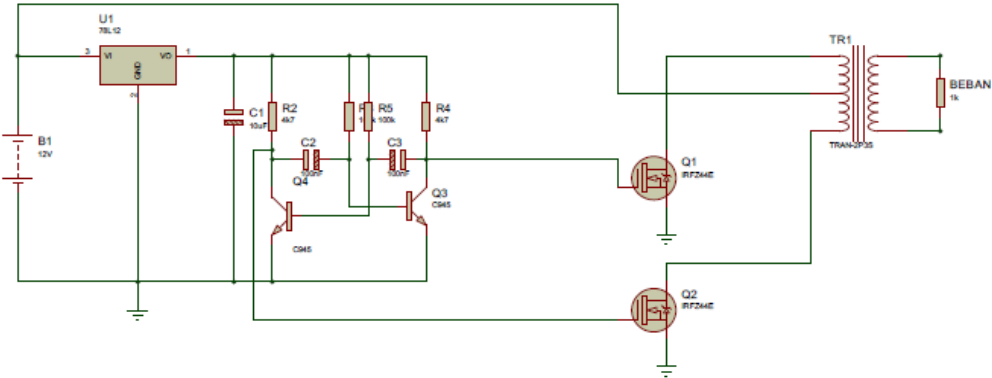 U1
78L12
3
VI
VO
1
GND
2
B1
12V
C1
10uF
R2
4k7
C2
100nF
R5
100k
C3
100nF
R4
4k7
Q4
C945
Q3
C945
Q1
IRFZ44E
Q2
IRFZ44E
TR1
TRAN-2P3S
BEBAN
1k